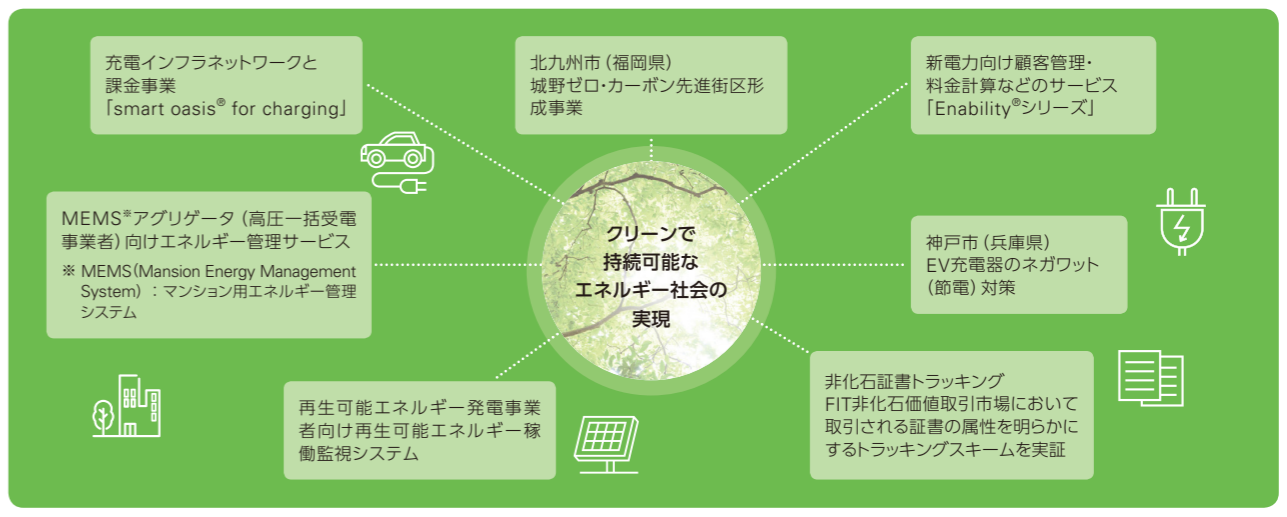 充電インフラネットワークと
課金事業
「smart oasis® for charging」
北九州市（福岡県）
城野ゼロ・カーボン先進街区形
成事業
新電力向け顧客管理・
料金計算などのサービス
「Enability®シリーズ」
MEMS※アグリゲータ（高圧一括受電
事業者）向けエネルギー管理サービス
※ MEMS（Mansion Energy Management
System）：マンション用エネルギー管理
システム
クリーンで
持続可能な
エネルギー社会の
実現
神戸市（兵庫県）
EV充電器のネガワット
（節電）対策
再生可能エネルギー発電事業
者向け再生可能エネルギー稼
働監視システム
非化石証書トラッキング
FIT非化石価値取引市場において
取引される証書の属性を明らかに
するトラッキングスキームを実証